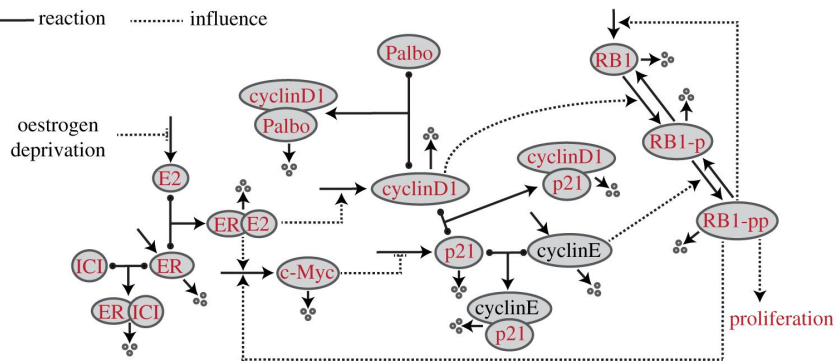 reaction
influence
Palbo
RB1
cyclinD1
Palbo
oestrogen
deprivation
RB1-p
cyclinD1
p21
E2
cyclinD1
ER E2
RB1-pp
ICI
ER
c-Myc
p21
cyclinE
ER ICI
cyclinE
p21
proliferation